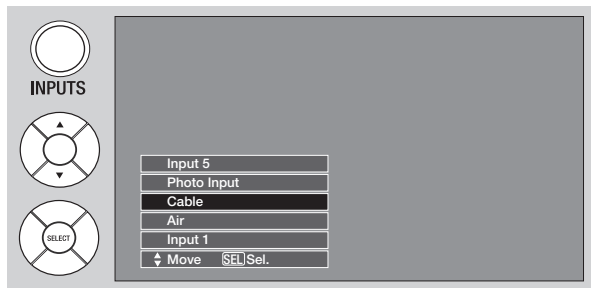 INPUTS
SELECT
Input 5
Photo Input
Cable
Air
Input 1
Move SEL Sel.